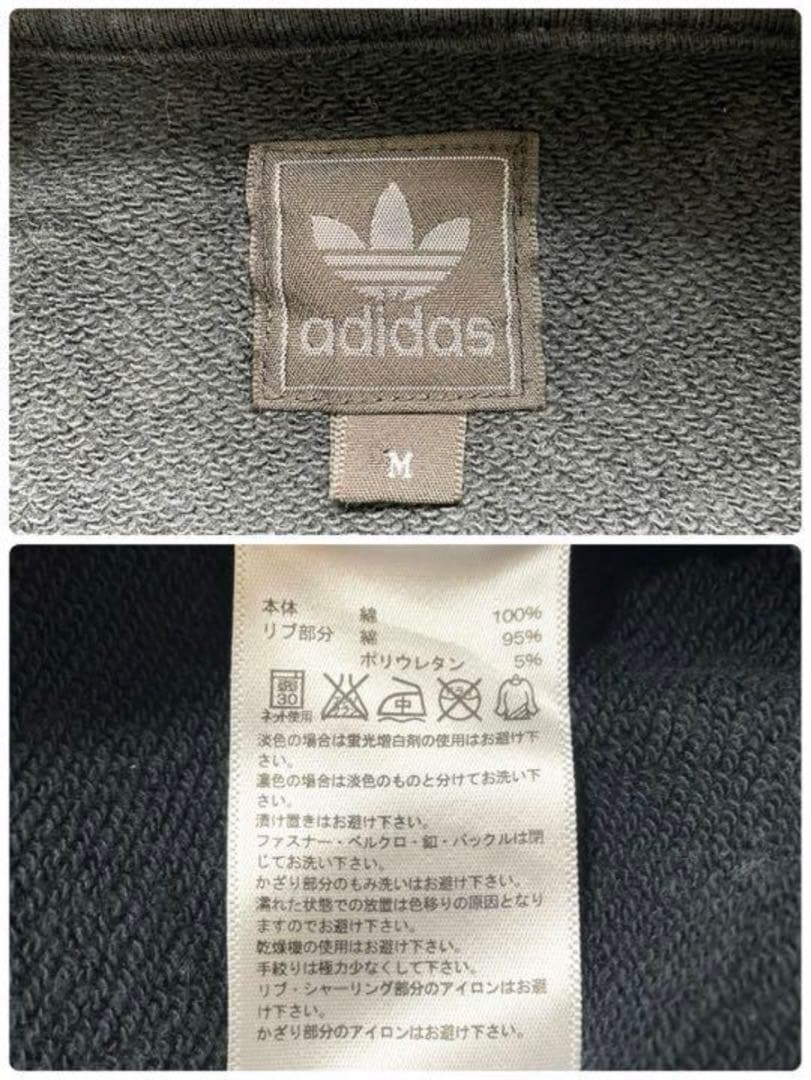 adidas
M
本体 綿 100%
リブ部分 綿 95%
ポリウレタン 5%
30
ネット使用
淡色の場合は蛍光増白剤の使用はお避け下
さい。
濃色の場合は淡色のものと分けてお洗い下
さい。
漬け置きはお避け下さい。
ファスナー・ベルクロ・釦・バックルは閉
じてお洗い下さい。
かざり部分のもみ洗いはお避け下さい。
濡れた状態での放置は色移りの原因となり
ますのでお避け下さい。
乾燥機の使用はお避け下さい。
手絞りは極力少なくして下さい。
リブ・シャーリング部分のアイロンはお避
け下さい。
かざり部分のアイロンはお避け下さい。